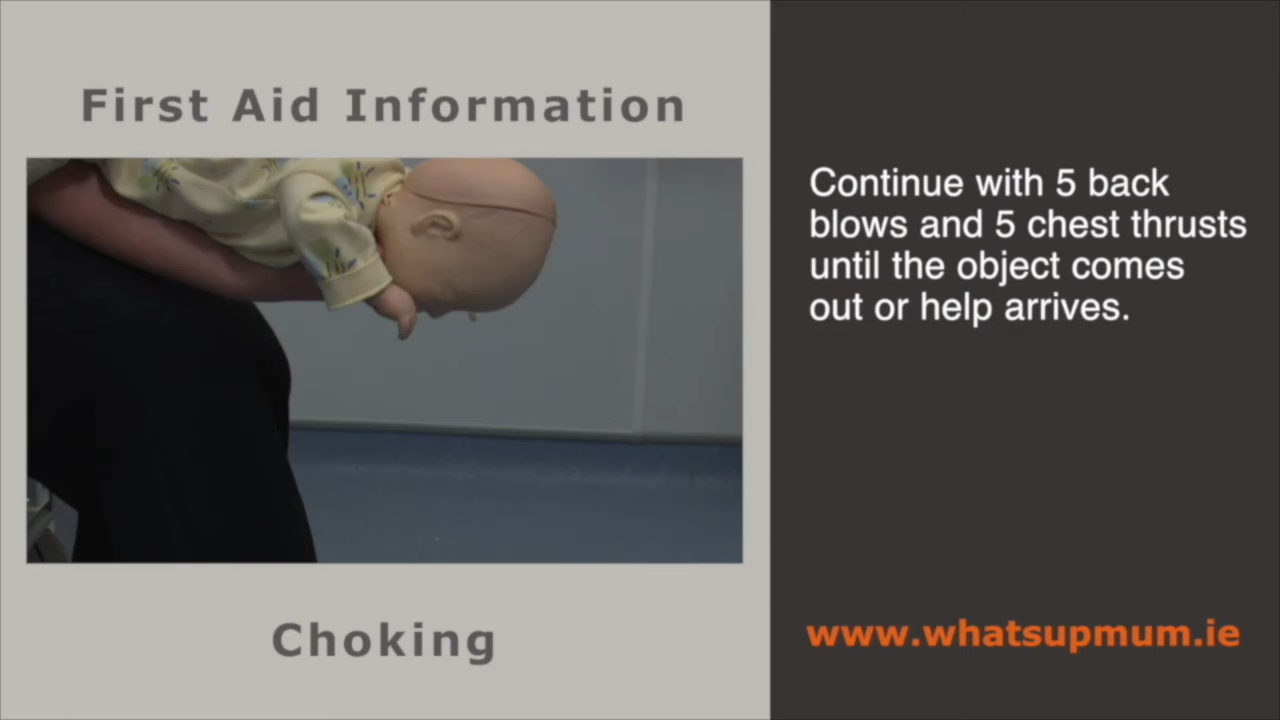 First Aid Information
Continue with 5 back
blows and 5 chest thrusts
until the object comes
out or help arrives.
Choking
www.whatsupmum.ie